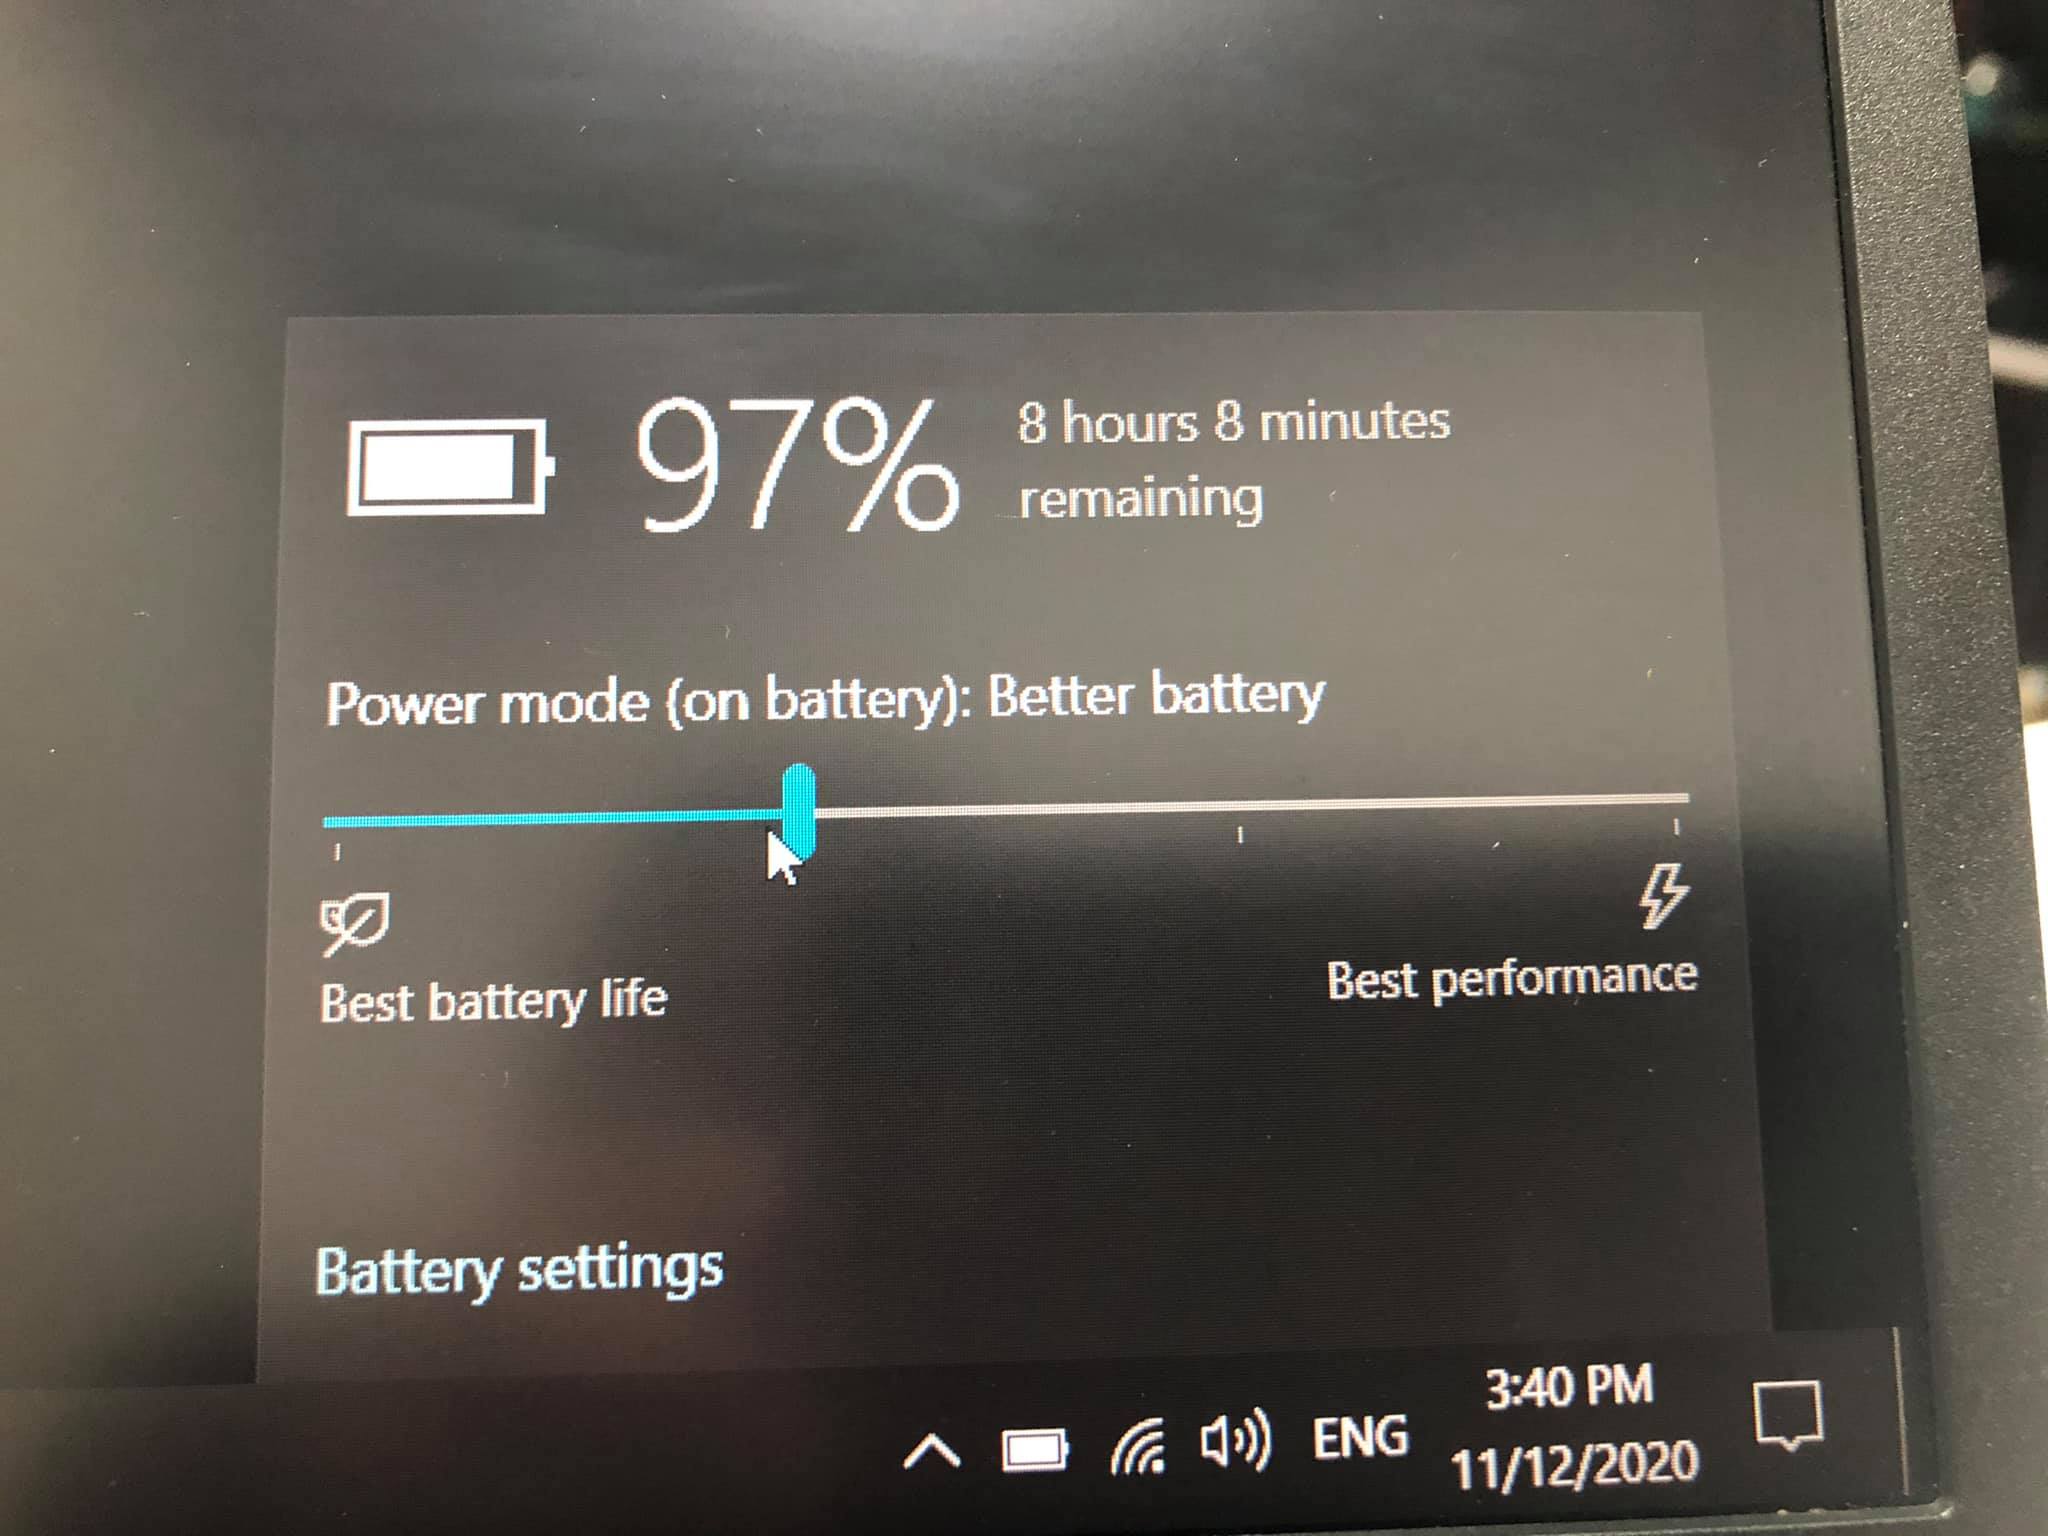 97%
8 hours 8 minutes
remaining
Power mode (on battery): Better battery
Best battery life
Best performance
Battery settings
ENG
3:40 PM
11/12/2020